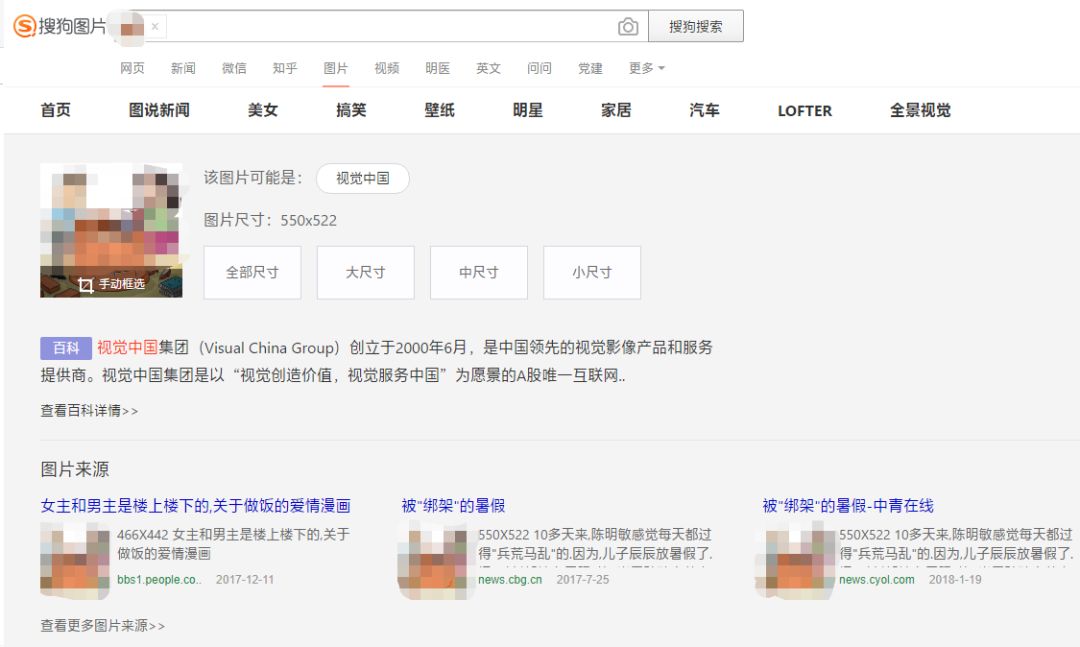 搜狗图片
搜狗搜索
网页 新闻 微信 知乎 图片 视频 明医 英文 问问 党建 更多
首页 图说新闻 美女 搞笑 壁纸 明星 家居 汽车 LOFTER 全景视觉
该图片可能是： 视觉中国
图片尺寸：550x522
全部尺寸 大尺寸 中尺寸 小尺寸
手动框选
百科 视觉中国集团（Visual China Group）创立于2000年6月，是中国领先的视觉影像产品和服务
提供商。视觉中国集团是以“视觉创造价值，视觉服务中国”为愿景的A股唯一互联网..
查看百科详情>>
图片来源
女主和男主是楼上楼下的,关于做饭的爱情漫画
466X442 女主和男主是楼上楼下的,关于
做饭的爱情漫画
bbs1.people.co.. 2017-12-11
被"绑架"的暑假
550X522 10多天来,陈明敏感觉每天都过
得"兵荒马乱"的.因为,儿子辰辰放暑假了.
news.cbg.cn 2017-7-25
被"绑架"的暑假-中青在线
550X522 10多天来,陈明敏感觉每天都过
得"兵荒马乱"的.因为,儿子辰辰放暑假了.
news.cyol.com 2018-1-19
查看更多图片来源>>